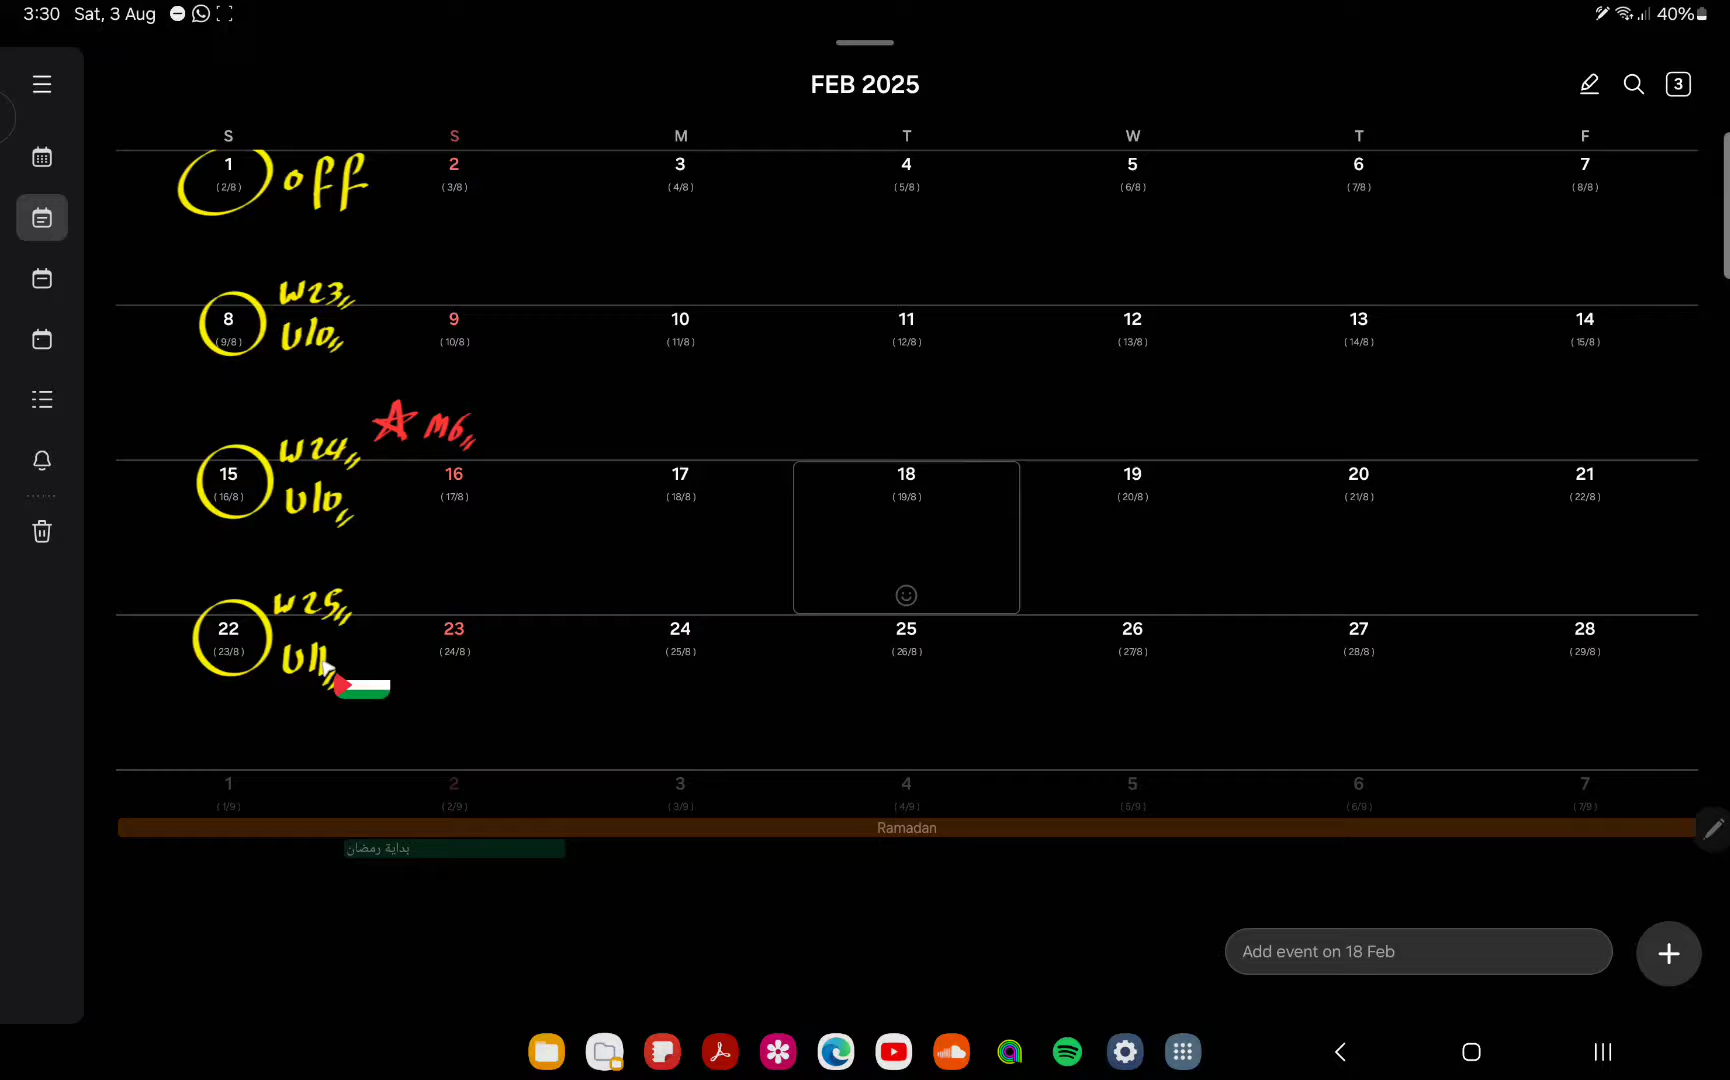 3:30 Sat, 3 Aug 40%
FEB 2025
3
S S M T W T F
1 off 2 3 4 5 6 7
(2/8) (3/8) (4/8) (5/8) (6/8) (7/8) (8/8)
W23,,
8 9 10 11 12 13 14
U10,,
(9/8) (10/8) (11/8) (12/8) (13/8) (14/8) (15/8)
M6,,
W24,,
15 16 17 18 19 20 21
U10,,
(16/8) (17/8) (18/8) (19/8) (20/8) (21/8) (22/8)
W25,,
22 23 24 25 26 27 28
U11,,
(23/8) (24/8) (25/8) (26/8) (27/8) (28/8) (29/8)
1 2 3 4 5 6 7
(1/9) (2/9) (3/9) (4/9) (5/9) (6/9) (7/9)
Ramadan
بداية رمضان
Add event on 18 Feb